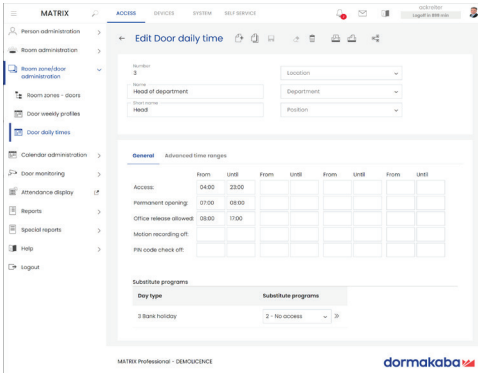 MATRIX
ACCESS
DEVICES
SYSTEM
SELF SERVICE
Logoff in 899 min
Person administration
Room administration
Room zone/door
administration
Room zones - doors
Door weekly profiles
Door daily times
Calendar administration
Door monitoring
Attendance display
Reports
Special reports
Help
Logout
Edit Door daily time
Number
3
Name
Head of department
Short name
Head
Location
Department
Position
General
Advanced time ranges
From Until From Until From Until From Until
Access: 04:00 23:00
Permanent opening: 07:00 08:00
Office release allowed: 08:00 17:00
Motion recording off:
PIN code check off:
Substitute programs
Day type Substitute programs
3 Bank holiday 2 - No access
MATRIX Professional - DEMOLICENCE
dormakaba